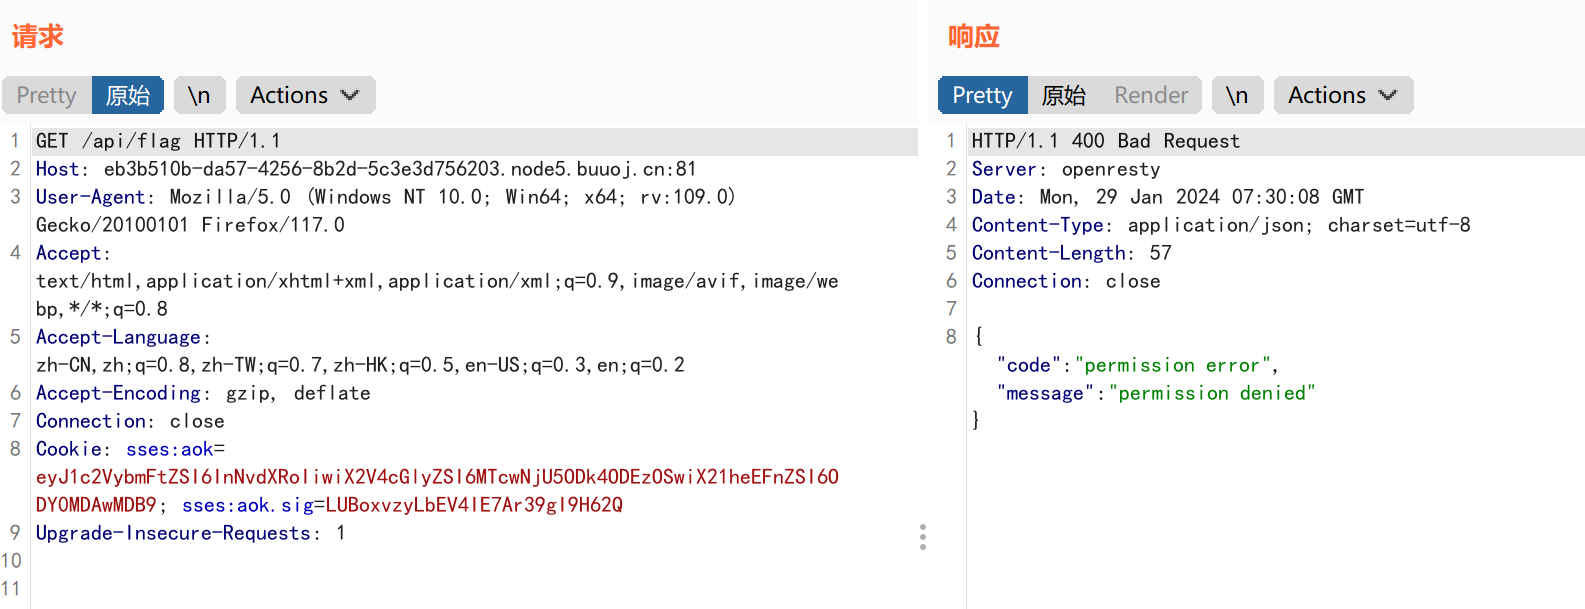 请求
响应
Pretty
原始
\n
Actions
Pretty
原始
Render
\n
Actions
1 GET /api/flag HTTP/1.1
2 Host: eb3b510b-da57-4256-8b2d-5c3e3d756203.node5.buuoj.cn:81
3 User-Agent: Mozilla/5.0 (Windows NT 10.0; Win64; x64; rv:109.0)
Gecko/20100101 Firefox/117.0
4 Accept:
text/html,application/xhtml+xml,application/xml;q=0.9,image/avif,image/we
bp,*/*;q=0.8
5 Accept-Language:
zh-CN,zh;q=0.8,zh-TW;q=0.7,zh-HK;q=0.5,en-US;q=0.3,en;q=0.2
6 Accept-Encoding: gzip, deflate
7 Connection: close
8 Cookie: sses:aok=
eyJ1c2VybmFtZSI6InNvdXRoIiwiX2V4cGlyZSI6MTcwNjU5ODk4ODEzOSwiX21heEFnZSI6O
DY0MDAwMDB9; sses:aok.sig=LUBoxvzyLbEV4IE7Ar39gI9H62Q
9 Upgrade-Insecure-Requests: 1
10
11
1 HTTP/1.1 400 Bad Request
2 Server: openresty
3 Date: Mon, 29 Jan 2024 07:30:08 GMT
4 Content-Type: application/json; charset=utf-8
5 Content-Length: 57
6 Connection: close
7
8 {
"code":"permission error",
"message":"permission denied"
}